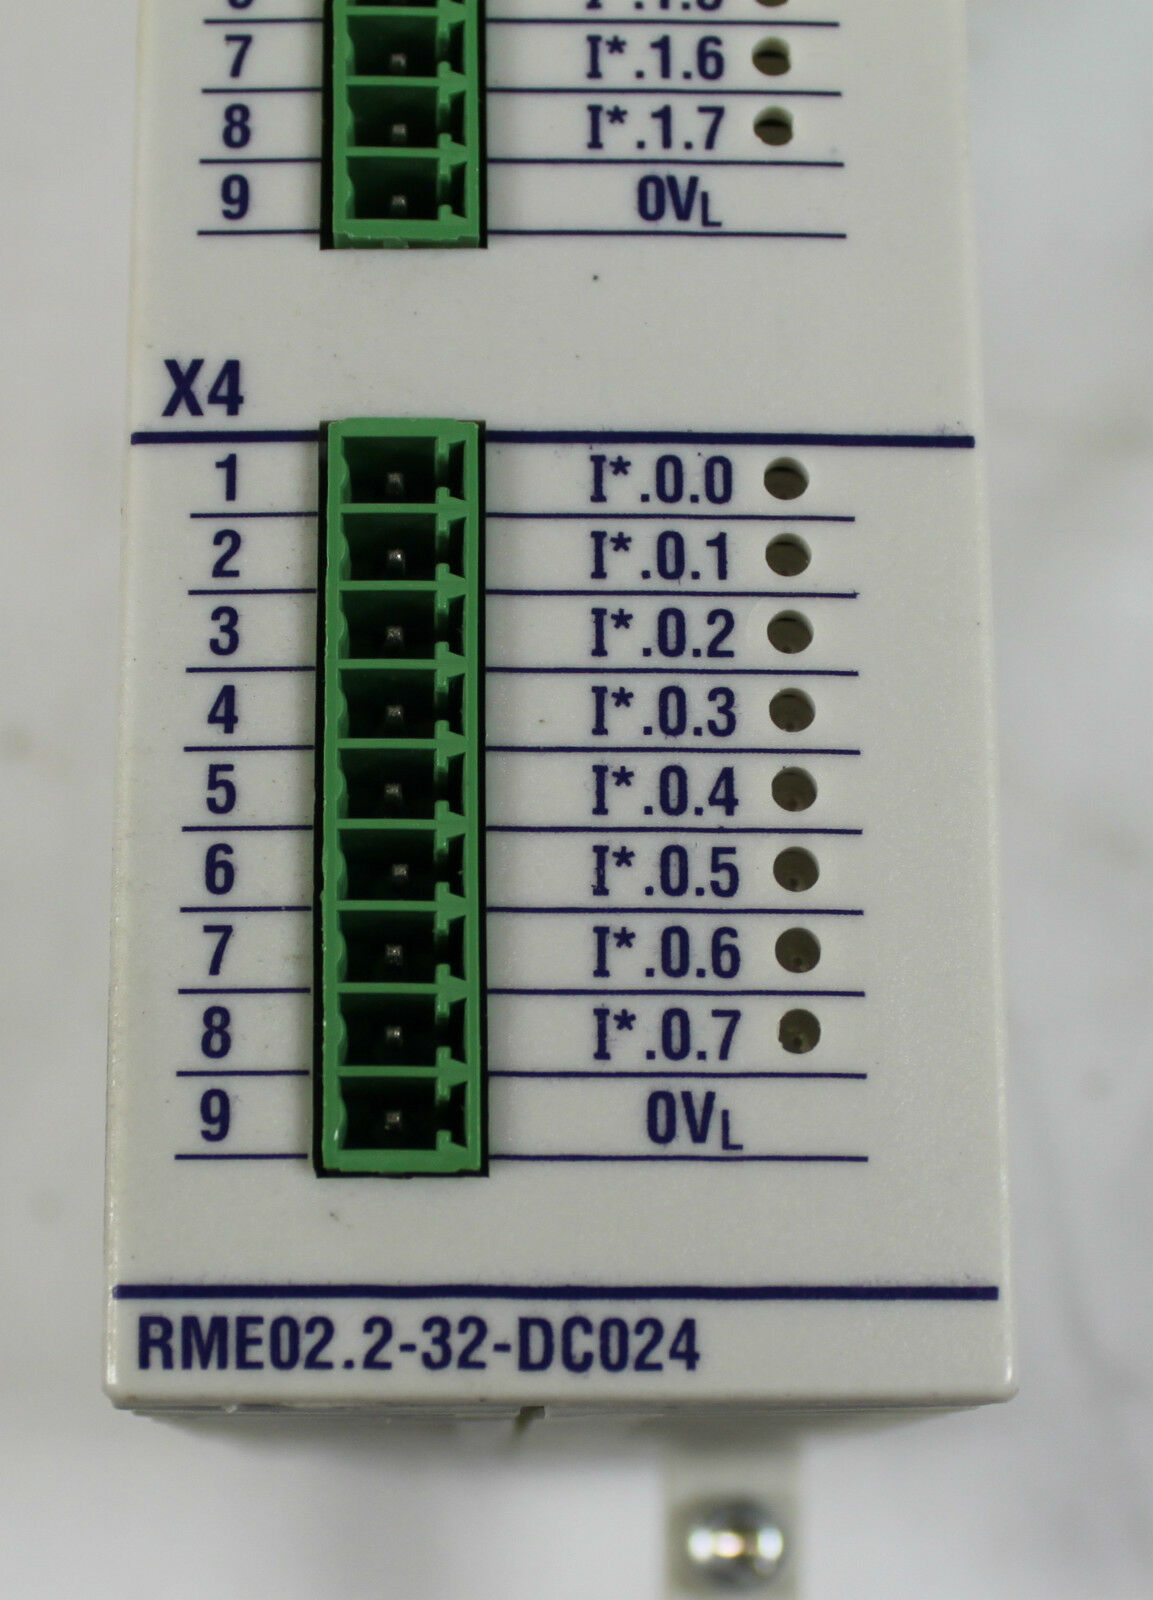 7 I*.1.6
8 I*.1.7
9 0VL
X4
1 I*.0.0
2 I*.0.1
3 I*.0.2
4 I*.0.3
5 I*.0.4
6 I*.0.5
7 I*.0.6
8 I*.0.7
9 0VL
RME02.2-32-DC024